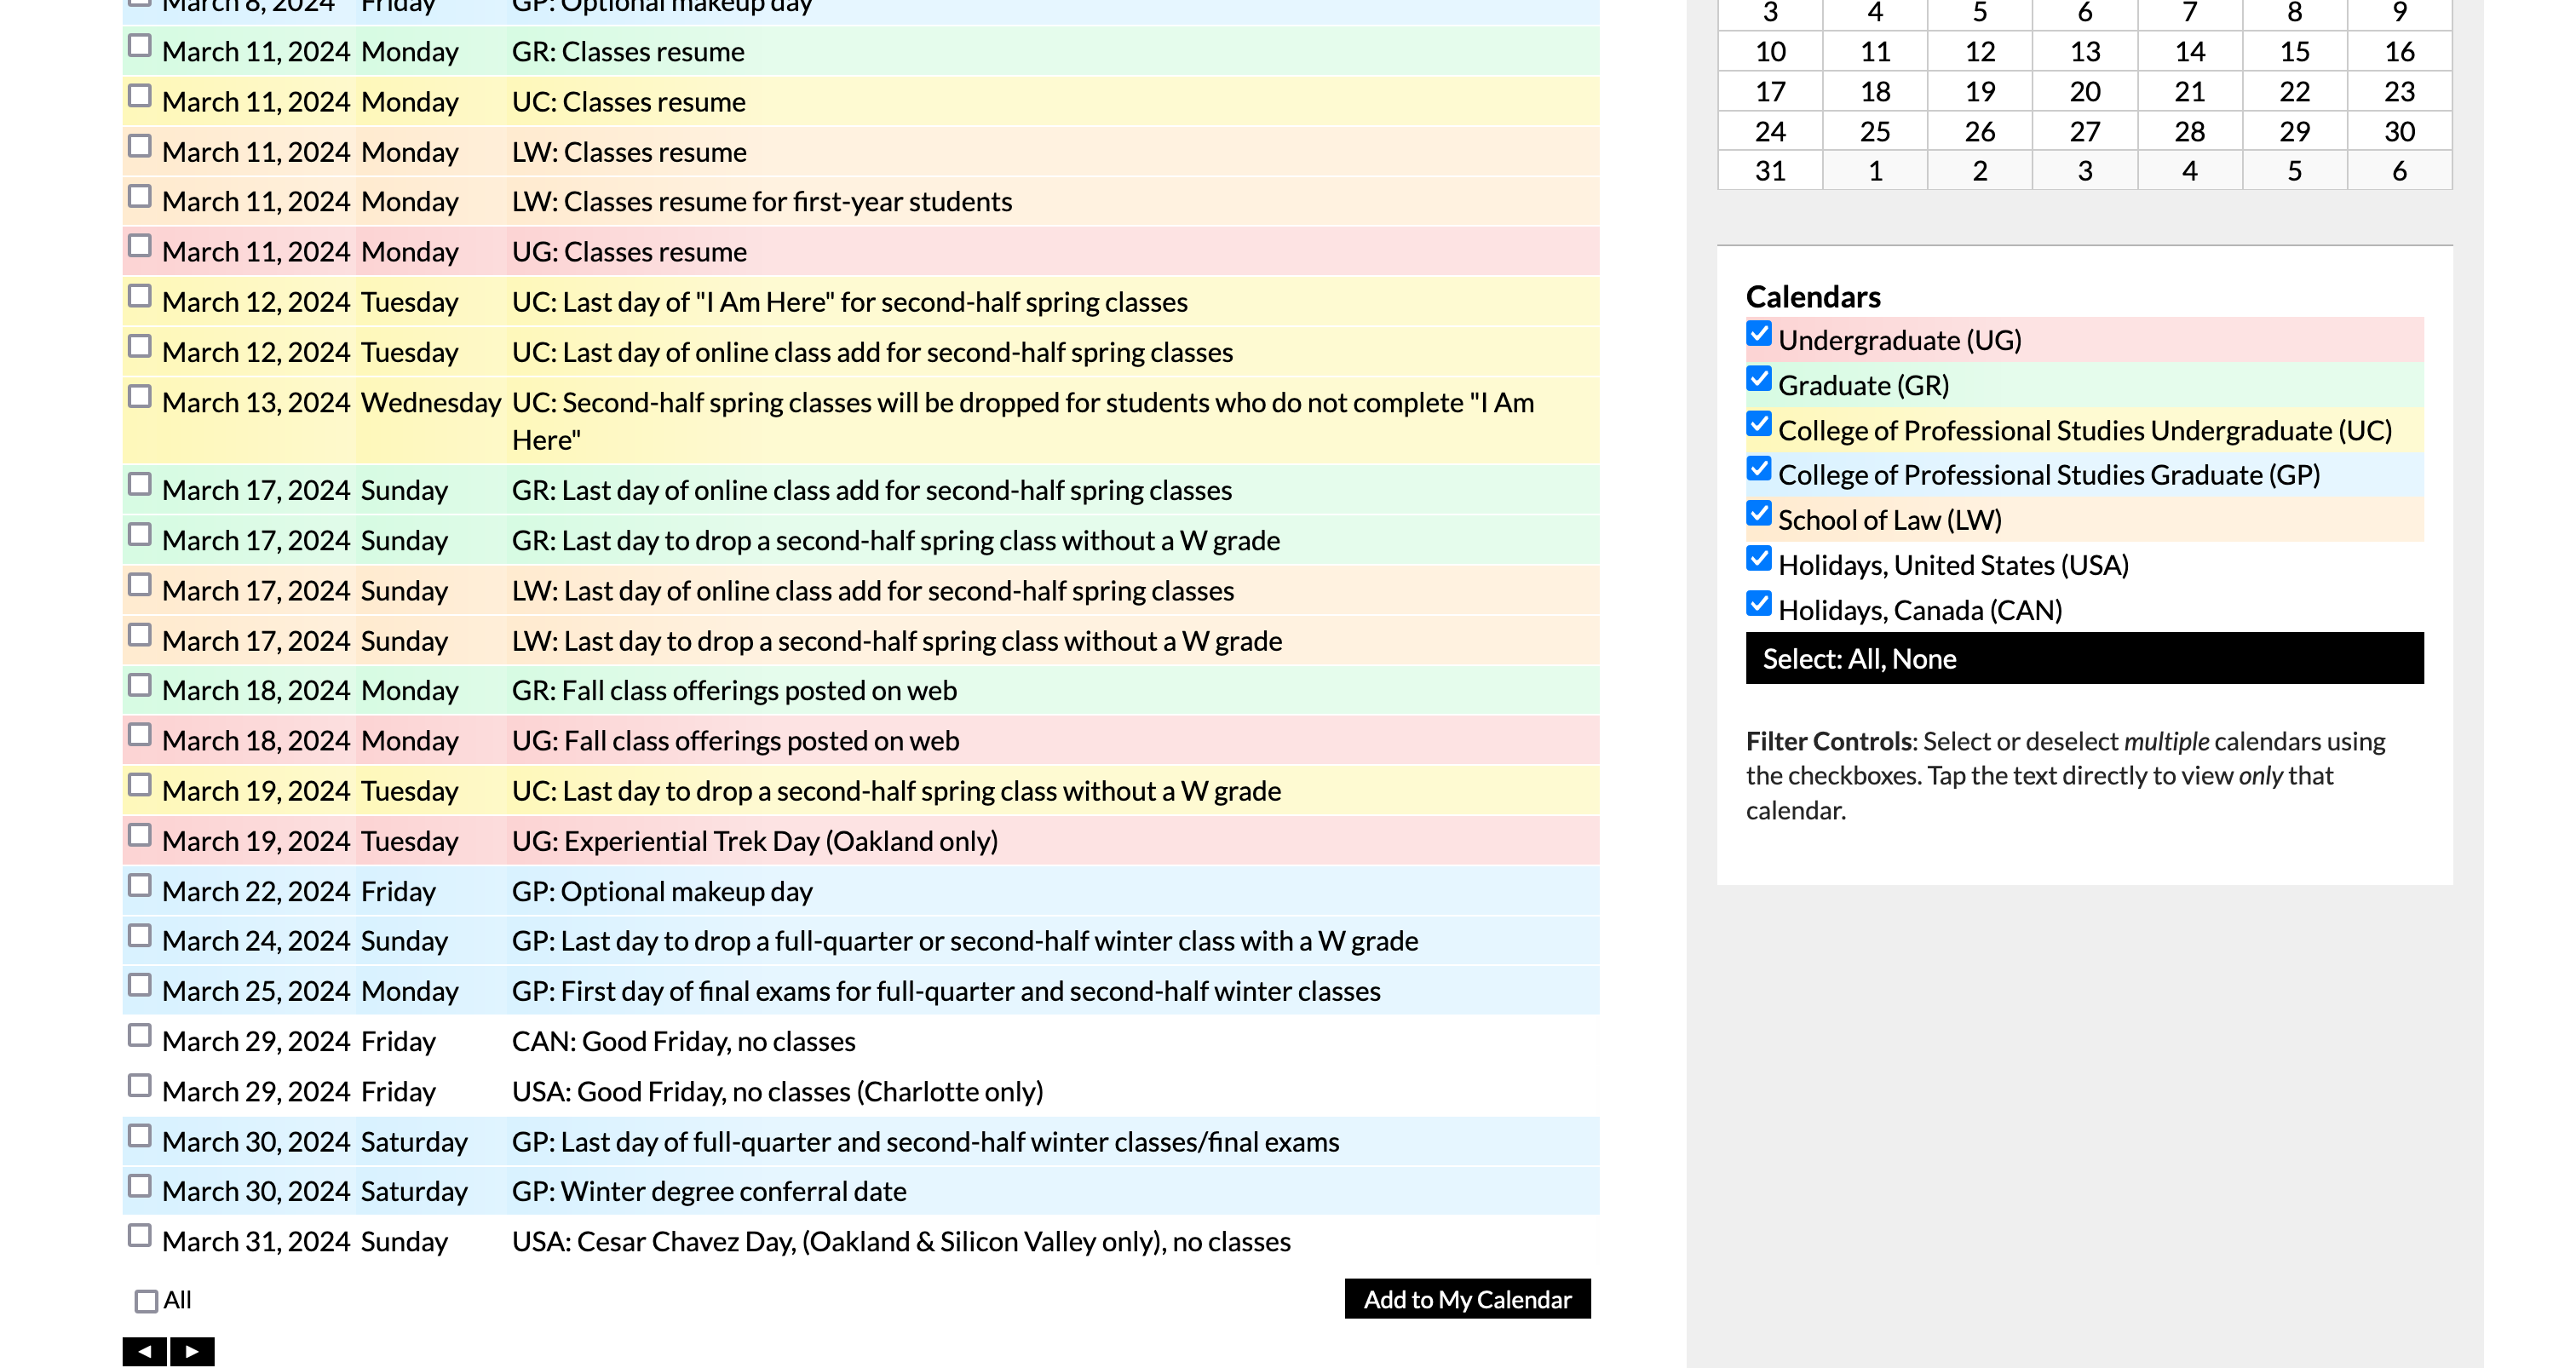 March 8, 2024 Friday GP: Optional makeup day
March 11, 2024 Monday GR: Classes resume
March 11, 2024 Monday UC: Classes resume
March 11, 2024 Monday LW: Classes resume
March 11, 2024 Monday LW: Classes resume for first-year students
March 11, 2024 Monday UG: Classes resume
March 12, 2024 Tuesday UC: Last day of "I Am Here" for second-half spring classes
March 12, 2024 Tuesday UC: Last day of online class add for second-half spring classes
March 13, 2024 Wednesday UC: Second-half spring classes will be dropped for students who do not complete "I Am
Here"
March 17, 2024 Sunday GR: Last day of online class add for second-half spring classes
March 17, 2024 Sunday GR: Last day to drop a second-half spring class without a W grade
March 17, 2024 Sunday LW: Last day of online class add for second-half spring classes
March 17, 2024 Sunday LW: Last day to drop a second-half spring class without a W grade
March 18, 2024 Monday GR: Fall class offerings posted on web
March 18, 2024 Monday UG: Fall class offerings posted on web
March 19, 2024 Tuesday UC: Last day to drop a second-half spring class without a W grade
March 19, 2024 Tuesday UG: Experiential Trek Day (Oakland only)
March 22, 2024 Friday GP: Optional makeup day
March 24, 2024 Sunday GP: Last day to drop a full-quarter or second-half winter class with a W grade
March 25, 2024 Monday GP: First day of final exams for full-quarter and second-half winter classes
March 29, 2024 Friday CAN: Good Friday, no classes
March 29, 2024 Friday USA: Good Friday, no classes (Charlotte only)
March 30, 2024 Saturday GP: Last day of full-quarter and second-half winter classes/final exams
March 30, 2024 Saturday GP: Winter degree conferral date
March 31, 2024 Sunday USA: Cesar Chavez Day, (Oakland & Silicon Valley only), no classes
All
Add to My Calendar
3 4 5 6 7 8 9
10 11 12 13 14 15 16
17 18 19 20 21 22 23
24 25 26 27 28 29 30
31 1 2 3 4 5 6
Calendars
Undergraduate (UG)
Graduate (GR)
College of Professional Studies Undergraduate (UC)
College of Professional Studies Graduate (GP)
School of Law (LW)
Holidays, United States (USA)
Holidays, Canada (CAN)
Select: All, None
Filter Controls: Select or deselect multiple calendars using
the checkboxes. Tap the text directly to view only that
calendar.